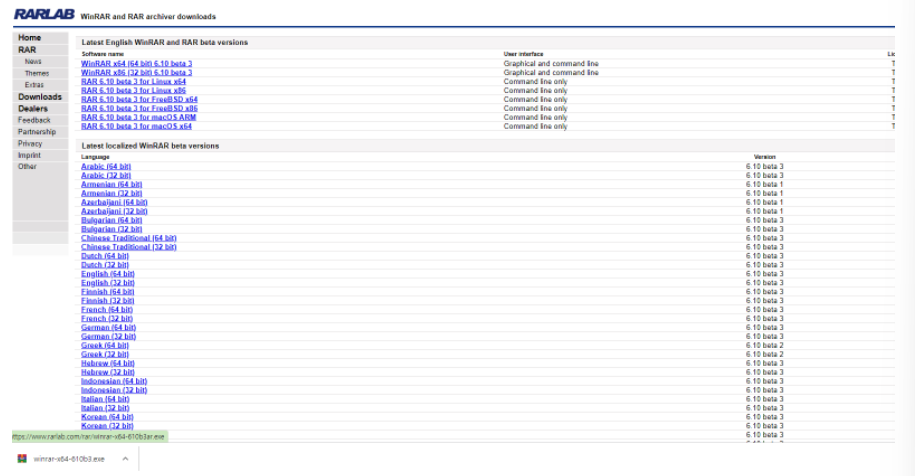 RARLAB WinRAR and RAR archiver downloads
Home
RAR
News
Themes
Extras
Downloads
Dealers
Feedback
Partnership
Privacy
Imprint
Other
Latest English WinRAR and RAR beta versions
Software name User interface Lic
WinRAR x64 (64 bit) 6.10 beta 3 Graphical and command line T
WinRAR x86 (32 bit) 6.10 beta 3 Graphical and command line T
RAR 6.10 beta 3 for Linux x64 Command line only T
RAR 6.10 beta 3 for Linux x86 Command line only T
RAR 6.10 beta 3 for FreeBSD x64 Command line only T
RAR 6.10 beta 3 for FreeBSD x86 Command line only T
RAR 6.10 beta 3 for macOS ARM Command line only T
RAR 6.10 beta 3 for macOS x64 Command line only T
Latest localized WinRAR beta versions
Language Version
Arabic (64 bit) 6.10 beta 3
Arabic (32 bit) 6.10 beta 3
Armenian (64 bit) 6.10 beta 1
Armenian (32 bit) 6.10 beta 1
Azerbaijani (64 bit) 6.10 beta 1
Azerbaijani (32 bit) 6.10 beta 1
Bulgarian (64 bit) 6.10 beta 3
Bulgarian (32 bit) 6.10 beta 3
Chinese Traditional (64 bit) 6.10 beta 3
Chinese Traditional (32 bit) 6.10 beta 3
Dutch (64 bit) 6.10 beta 3
Dutch (32 bit) 6.10 beta 3
English (64 bit) 6.10 beta 3
English (32 bit) 6.10 beta 3
Finnish (64 bit) 6.10 beta 3
Finnish (32 bit) 6.10 beta 3
French (64 bit) 6.10 beta 3
French (32 bit) 6.10 beta 3
German (64 bit) 6.10 beta 3
German (32 bit) 6.10 beta 3
Greek (64 bit) 6.10 beta 2
Greek (32 bit) 6.10 beta 2
Hebrew (64 bit) 6.10 beta 3
Hebrew (32 bit) 6.10 beta 3
Indonesian (64 bit) 6.10 beta 3
Indonesian (32 bit) 6.10 beta 3
Italian (64 bit) 6.10 beta 3
Italian (32 bit) 6.10 beta 3
Korean (64 bit) 6.10 beta 3
Korean (32 bit) 6.10 beta 3
ttps://www.rarlab.com/rar/winrar-x64-610b3ar.exe 6.10 beta 3
winrar-x64-610b3.exe